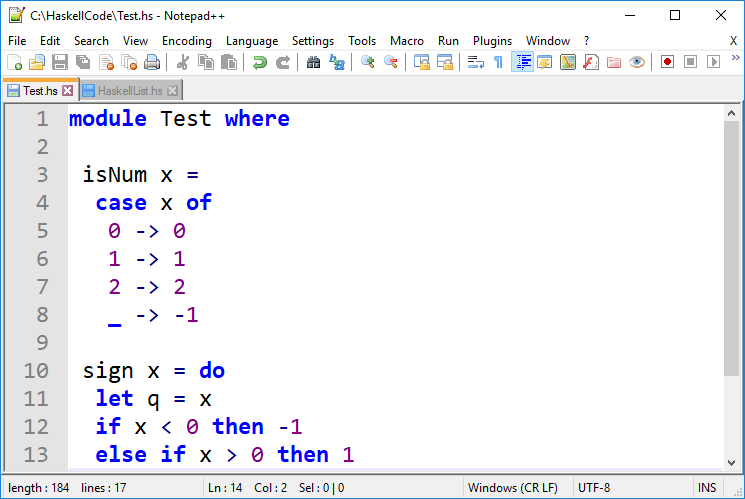 C:\HaskellCode\Test.hs - Notepad++
File Edit Search View Encoding Language Settings Tools Macro Run Plugins Window ? X
Test.hs HaskellList.hs
1 module Test where
2
3 isNum x =
4 case x of
5 0 -> 0
6 1 -> 1
7 2 -> 2
8 _ -> -1
9
10 sign x = do
11 let q = x
12 if x < 0 then -1
13 else if x > 0 then 1
length : 184 lines : 17 Ln : 14 Col : 2 Sel : 0 | 0 Windows (CR LF) UTF-8 INS